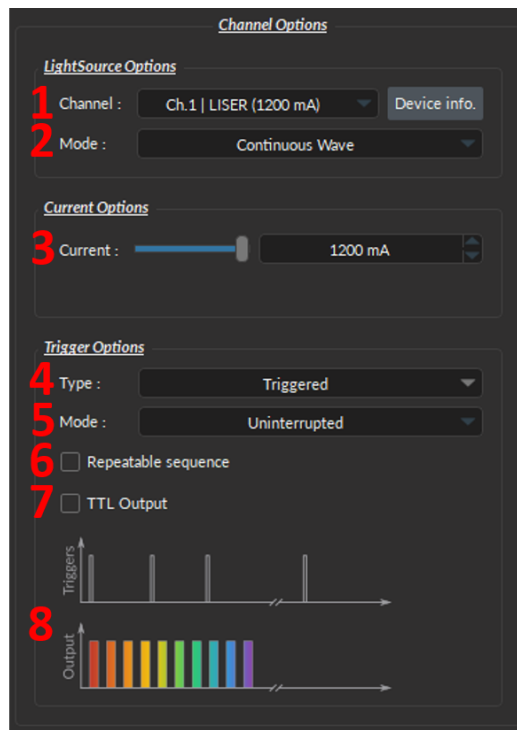 Channel Options
LightSource Options
1 Channel : Ch.1 | LISER (1200 mA) Device info.
2 Mode : Continuous Wave
Current Options
3 Current : 1200 mA
Trigger Options
4 Type : Triggered
5 Mode : Uninterrupted
6 Repeatable sequence
7 TTL Output
Triggers
8
Output